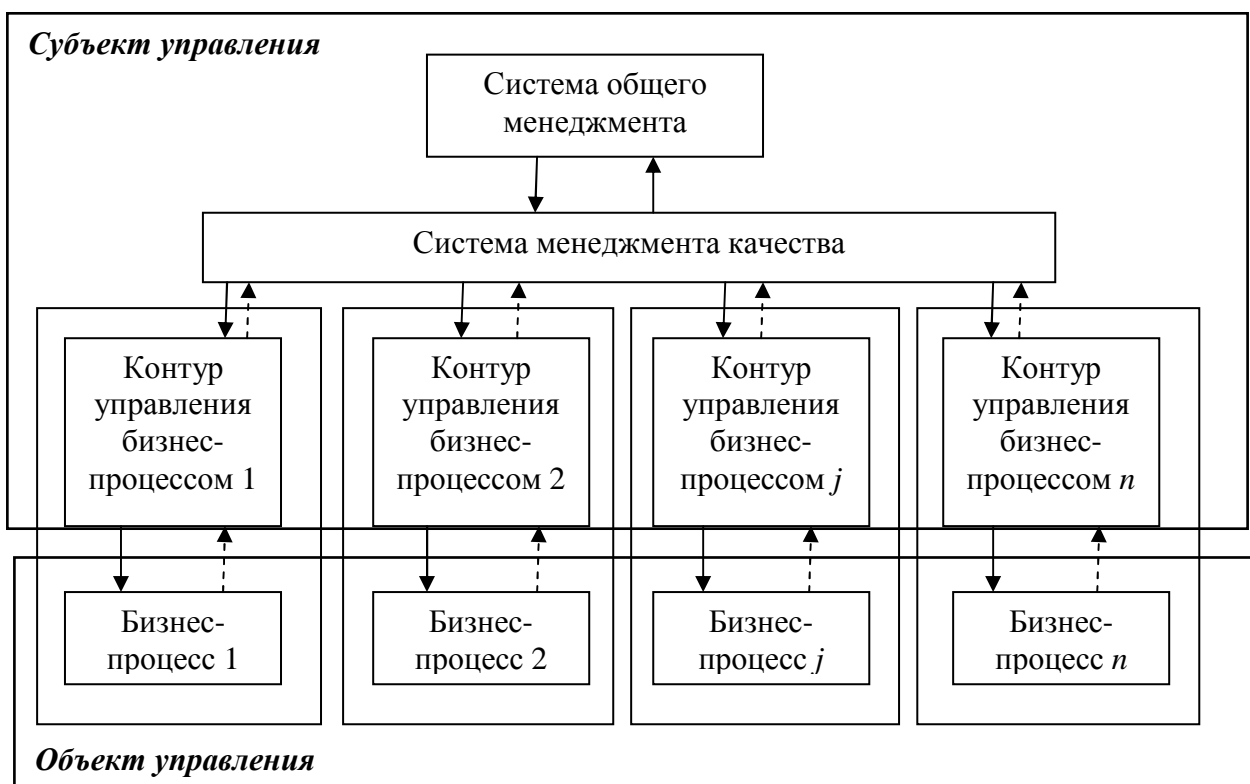 Субъект управления
Система общего
менеджмента
Система менеджмента качества
Контур
управления
бизнес-
процессом 1
Контур
управления
бизнес-
процессом 2
Контур
управления
бизнес-
процессом j
Контур
управления
бизнес-
процессом n
Бизнес-
процесс 1
Бизнес-
процесс 2
Бизнес-
процесс j
Бизнес-
процесс n
Объект управления